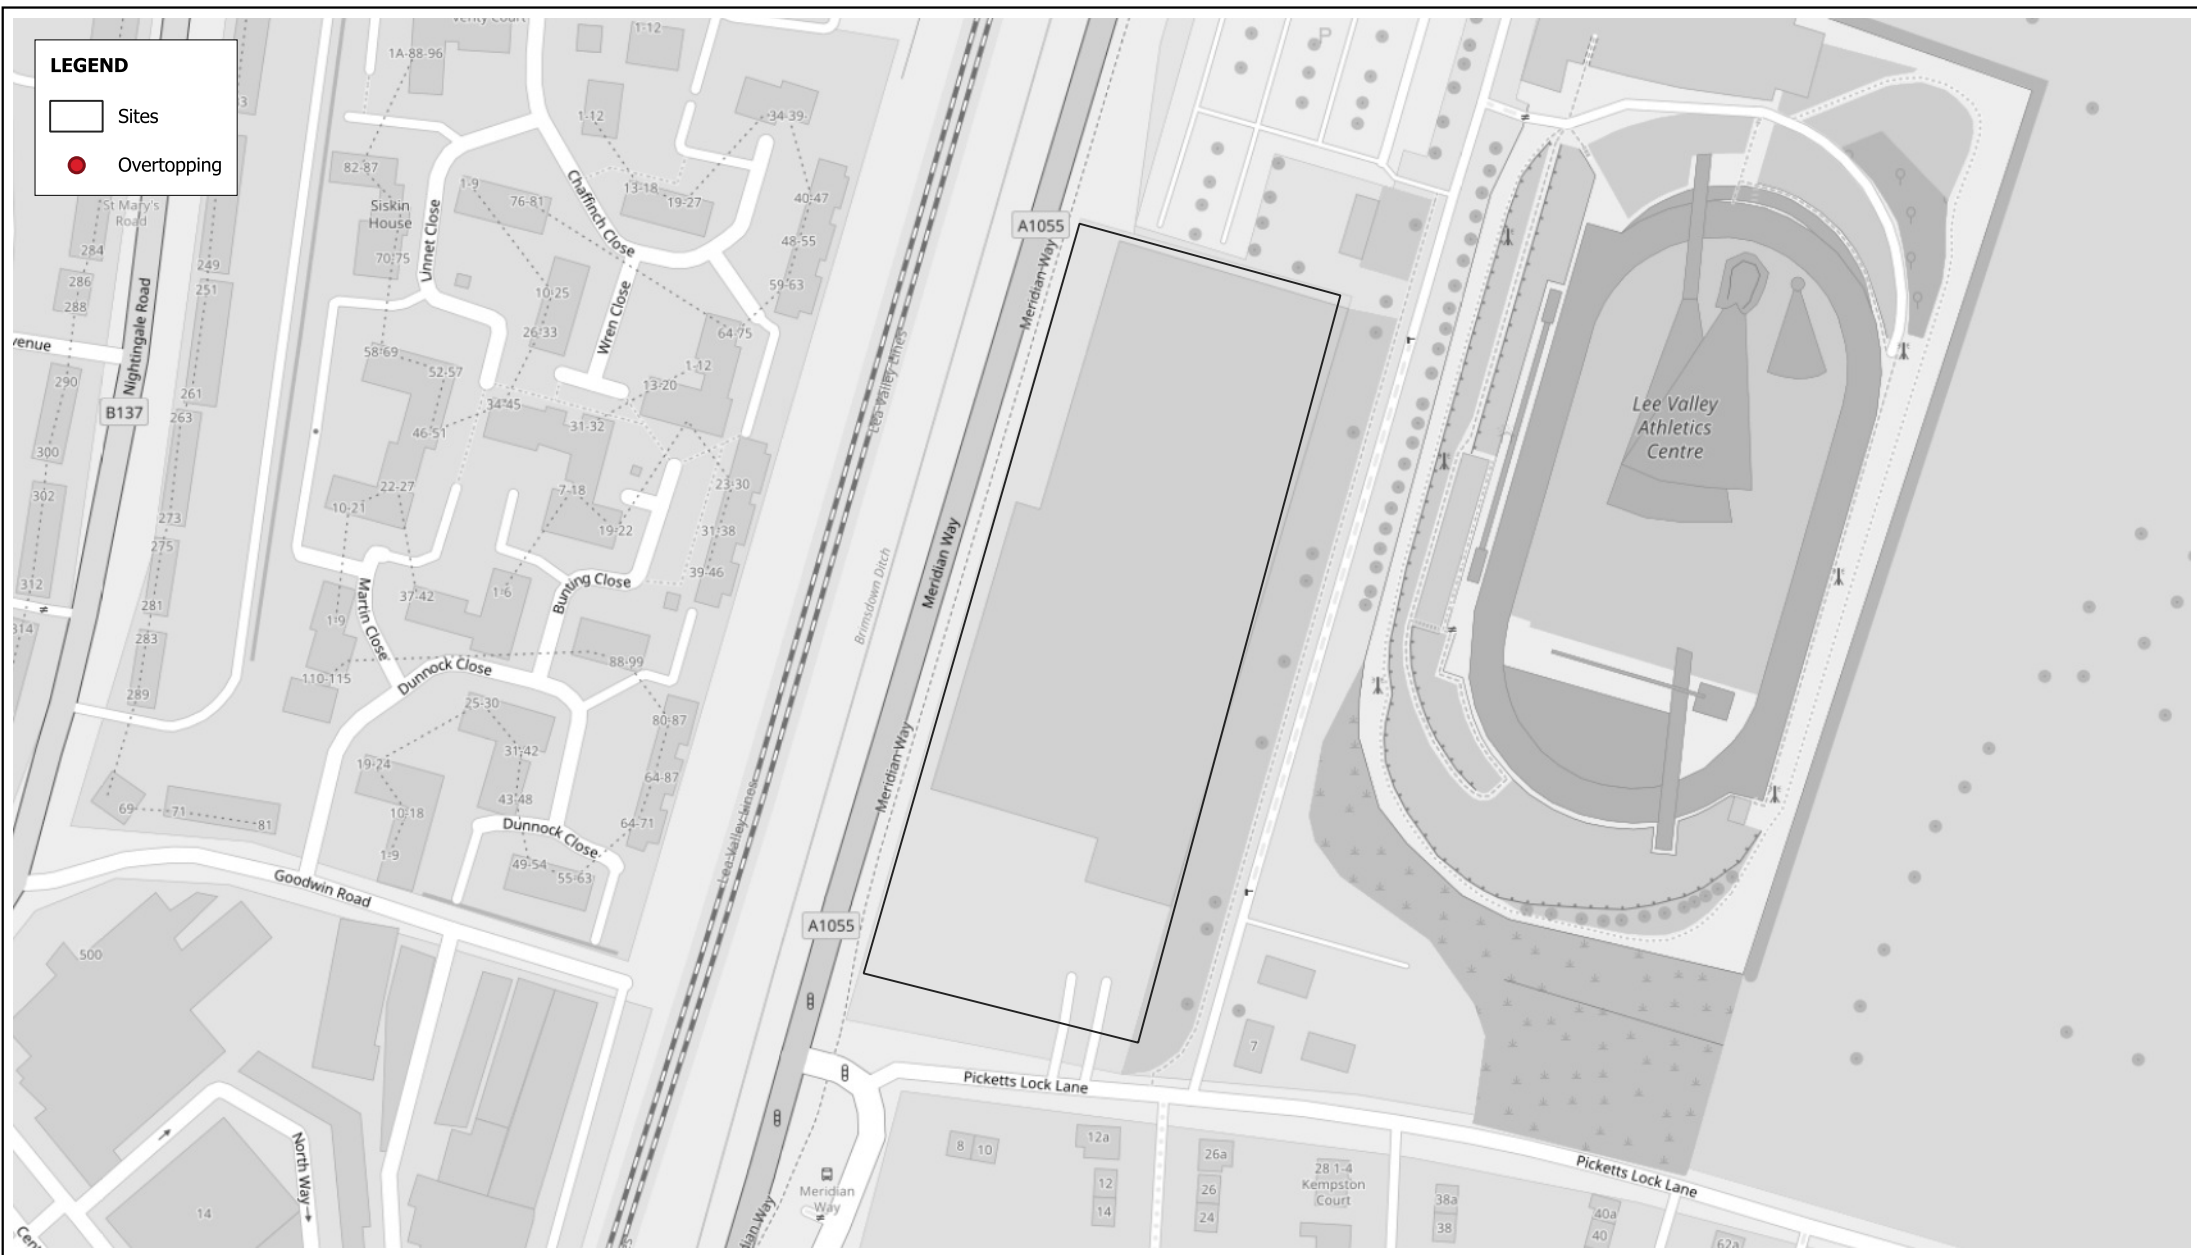 LEGEND
Sites
Overtopping
1A-88-96
1-12
1-12
34-39
82-87
1-9
76-81
13-18
19-27
40-47
Siskin
House
70-75
Linnet Close
Chaffinch Close
48-55
59-63
64-75
St Mary's
Road
284
286
288
249
251
Nightingale Road
B137
venue
290
300
302
312
314
261
263
273
275
281
283
289
10-25
26-33
Wren Close
1-12
13-20
58-69
52-57
34-45
46-51
31-32
22-27
10-21
7-18
19-22
23-30
31-38
39-46
Bunting Close
Martin Close
37-42
1-6
1-9
110-115
Dunnock Close
88-99
80-87
25-30
31-42
19-24
10-18
1-9
43-48
64-87
64-71
Dunnock Close
49-54
55-63
69
71
81
Goodwin Road
500
North Way
14
A1055
Meridian Way
Lea Valley Lines
Brimsdown Ditch
Meridian Way
Meridian Way
Lea Valley Lines
A1055
P
Lee Valley
Athletics
Centre
7
Picketts Lock Lane
8
10
12a
12
14
26a
26
24
28 1-4
Kempston
Court
38a
38
40a
40
62a
Picketts Lock Lane
Meridian
Way